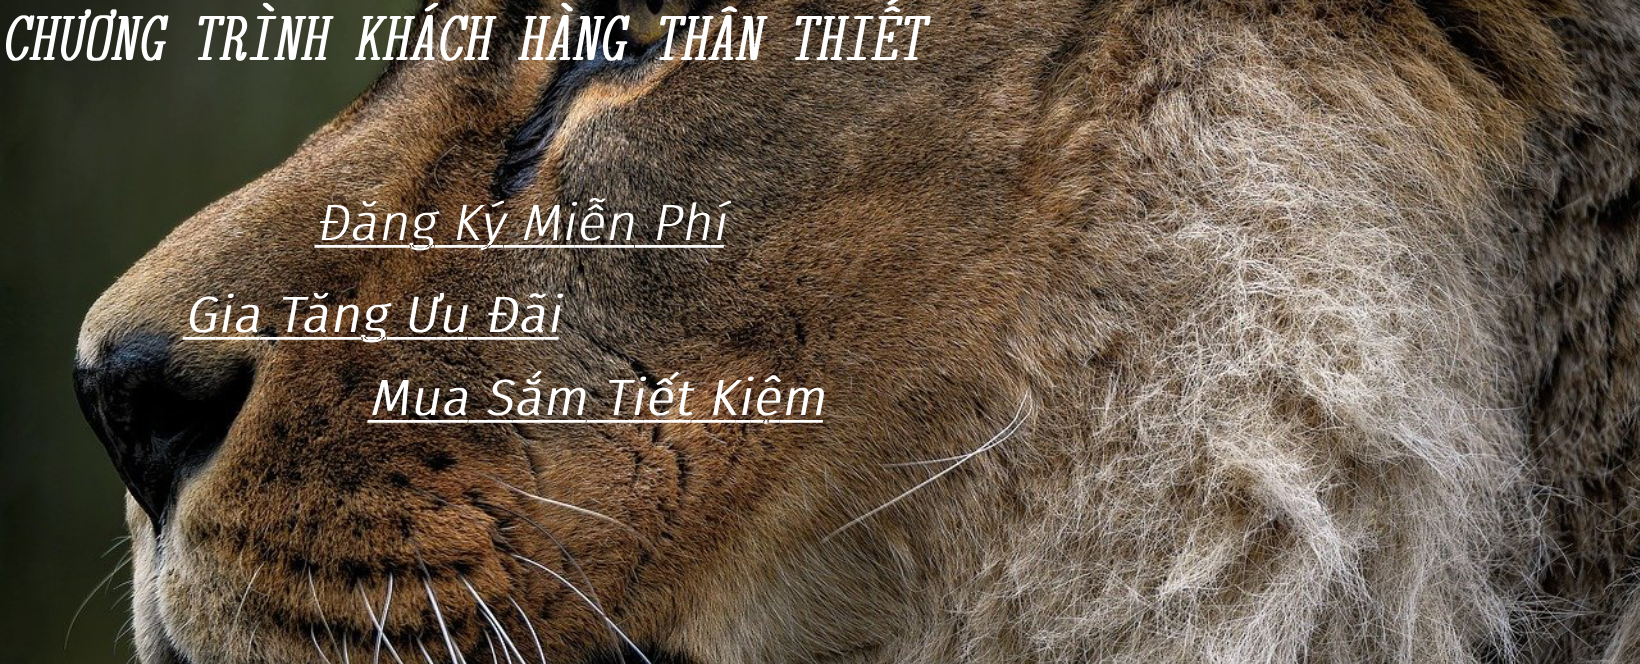 CHƯƠNG TRÌNH KHÁCH HÀNG THÂN THIẾT
Đăng Ký Miễn Phí
Gia Tăng Ưu Đãi
Mua Sắm Tiết Kiệm